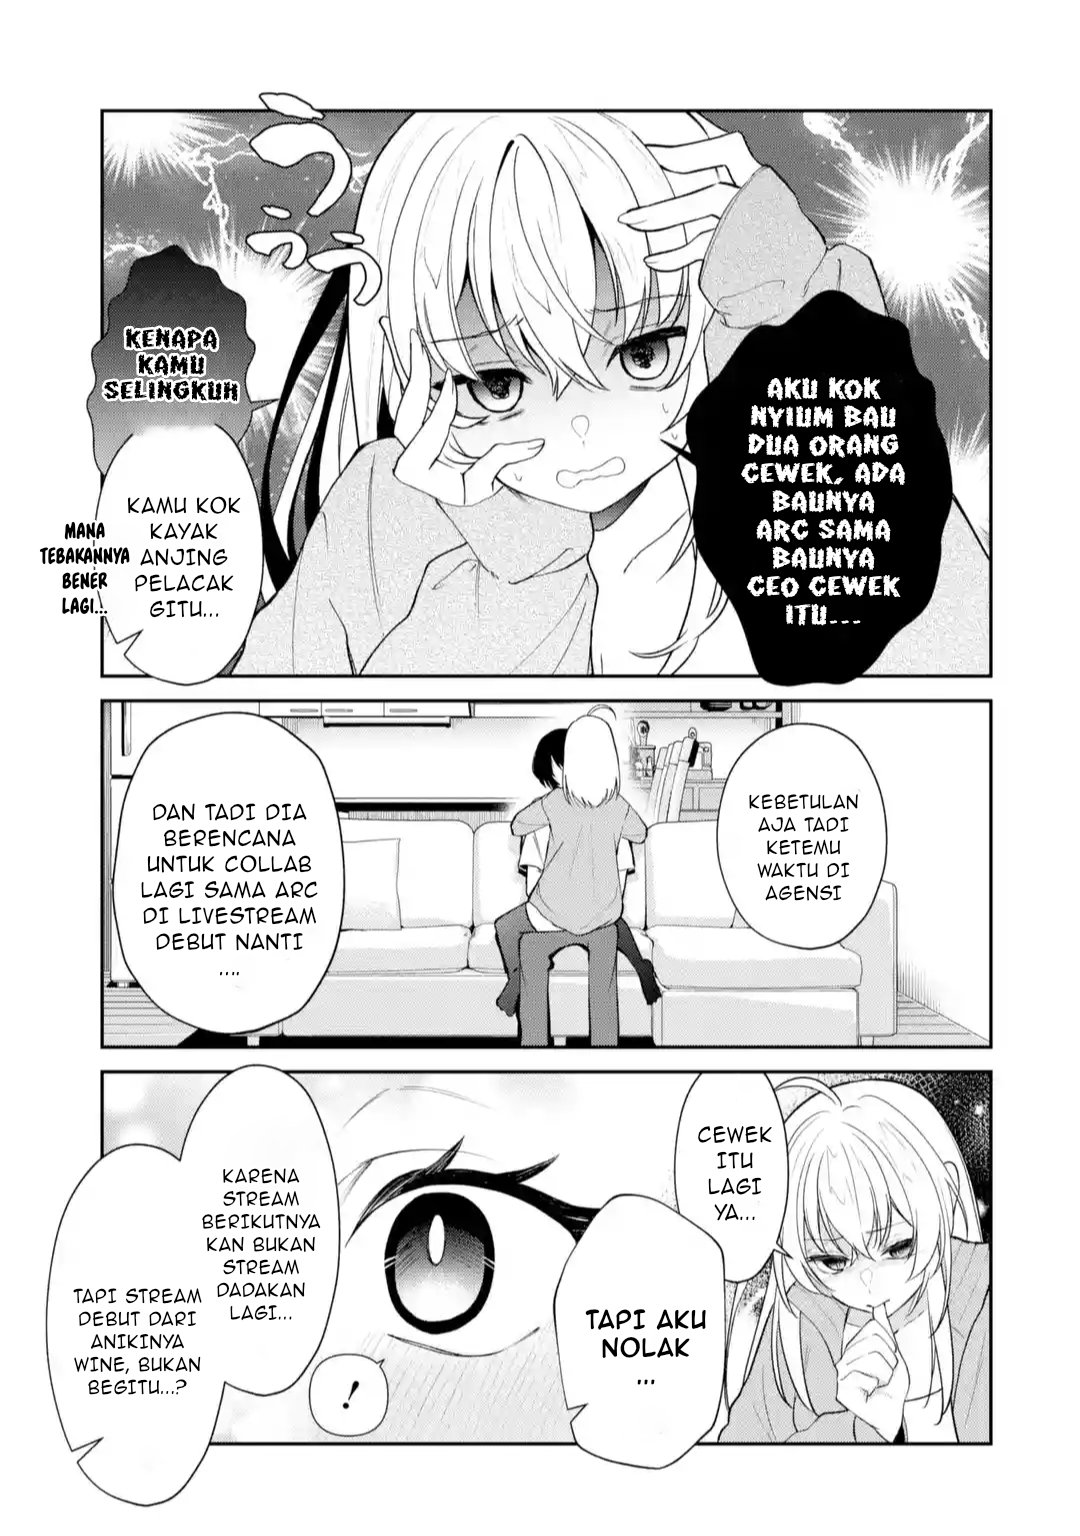 AKU KOK
NYIUM BAU
DUA ORANG
CEWEK, ADA
BAUNYA
ARC SAMA
BAUNYA
CEO CEWEK
ITU...
うぅぅ
KENAPA
KAMU
SELINGKUH
KAMU KOK
KAYAK
ANJING
PELACAK
GITU...
MANA
TEBAKANNYA
BENER
LAGI...
KEBETULAN
AJA TADI
KETEMU
WAKTU DI
AGENSI
DAN TADI DIA
BERENCANA
UNTUK COLLAB
LAGI SAMA ARC
DI LIVESTREAM
DEBUT NANTI
....
CEWEK
ITU
LAGI
YA...
TAPI AKU
NOLAK
...
!
KARENA
STREAM
BERIKUTNYA
KAN BUKAN
STREAM
DADAKAN
LAGI...
TAPI STREAM
DEBUT DARI
ANIKINYA
WINE, BUKAN
BEGITU...?